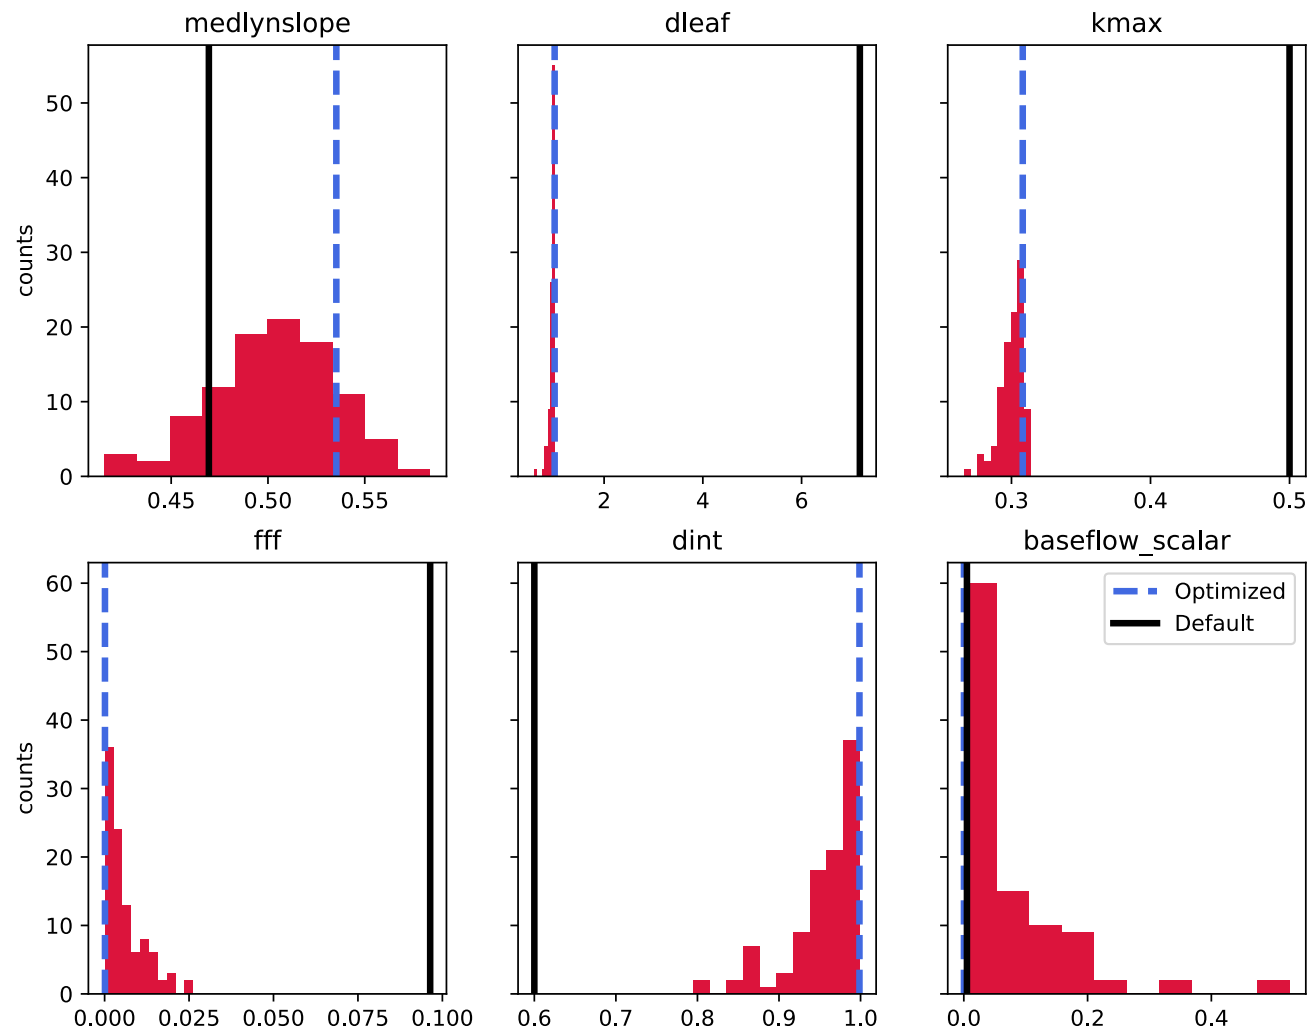 medlynslope
dleaf
kmax
counts
50
40
30
20
10
0
0.45 0.50 0.55
2 4 6
0.3 0.4 0.5
fff
dint
baseflow_scalar
counts
60
50
40
30
20
10
0
Optimized
Default
0.000 0.025 0.050 0.075 0.100
0.6 0.7 0.8 0.9 1.0
0.0 0.2 0.4